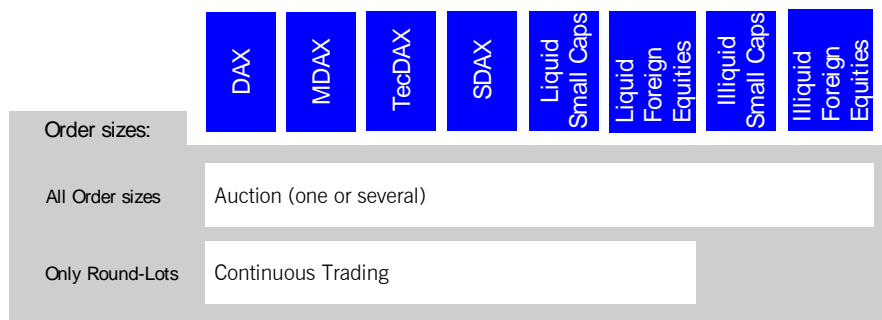 DAX
MDAX
TecDAX
SDAX
Liquid
Small Caps
Liquid
Foreign
Equities
Illiquid
Small Caps
Illiquid
Foreign
Equities
Order sizes:
All Order sizes
Auction (one or several)
Only Round-Lots
Continuous Trading